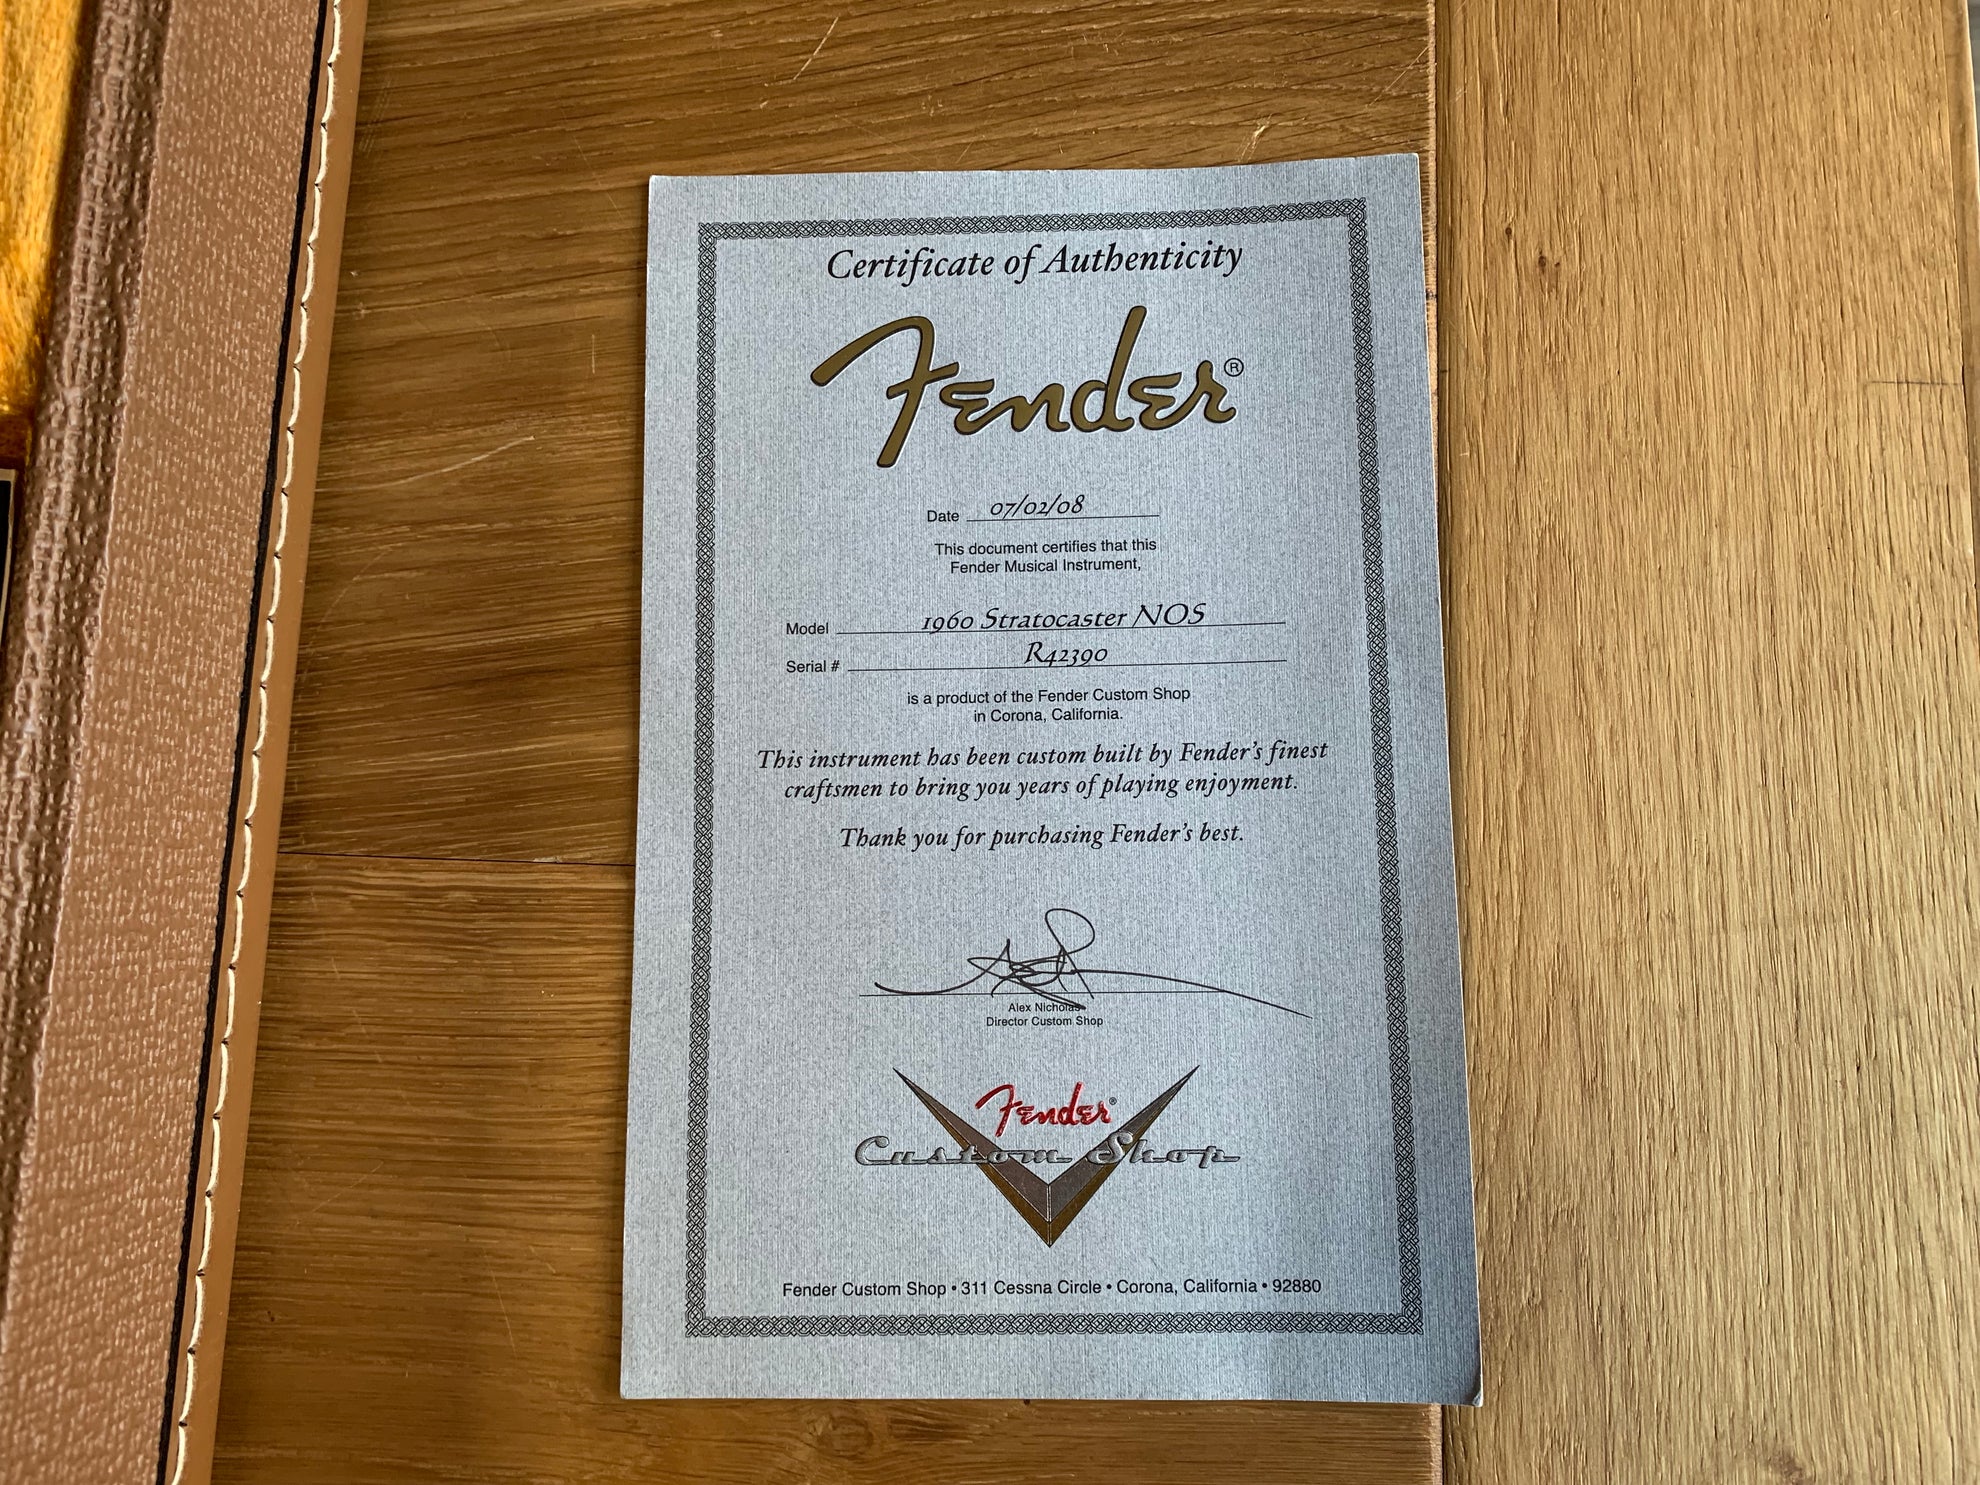 Certificate of Authenticity
Fender®
Date 07/02/08
This document certifies that this
Fender Musical Instrument,
Model 1960 Stratocaster NOS
Serial # R42390
is a product of the Fender Custom Shop
in Corona, California.
This instrument has been custom built by Fender's finest
craftsmen to bring you years of playing enjoyment.
Thank you for purchasing Fender's best.
Alex Nicholas
Director Custom Shop
Fender®
Custom Shop
Fender Custom Shop • 311 Cessna Circle • Corona, California • 92880